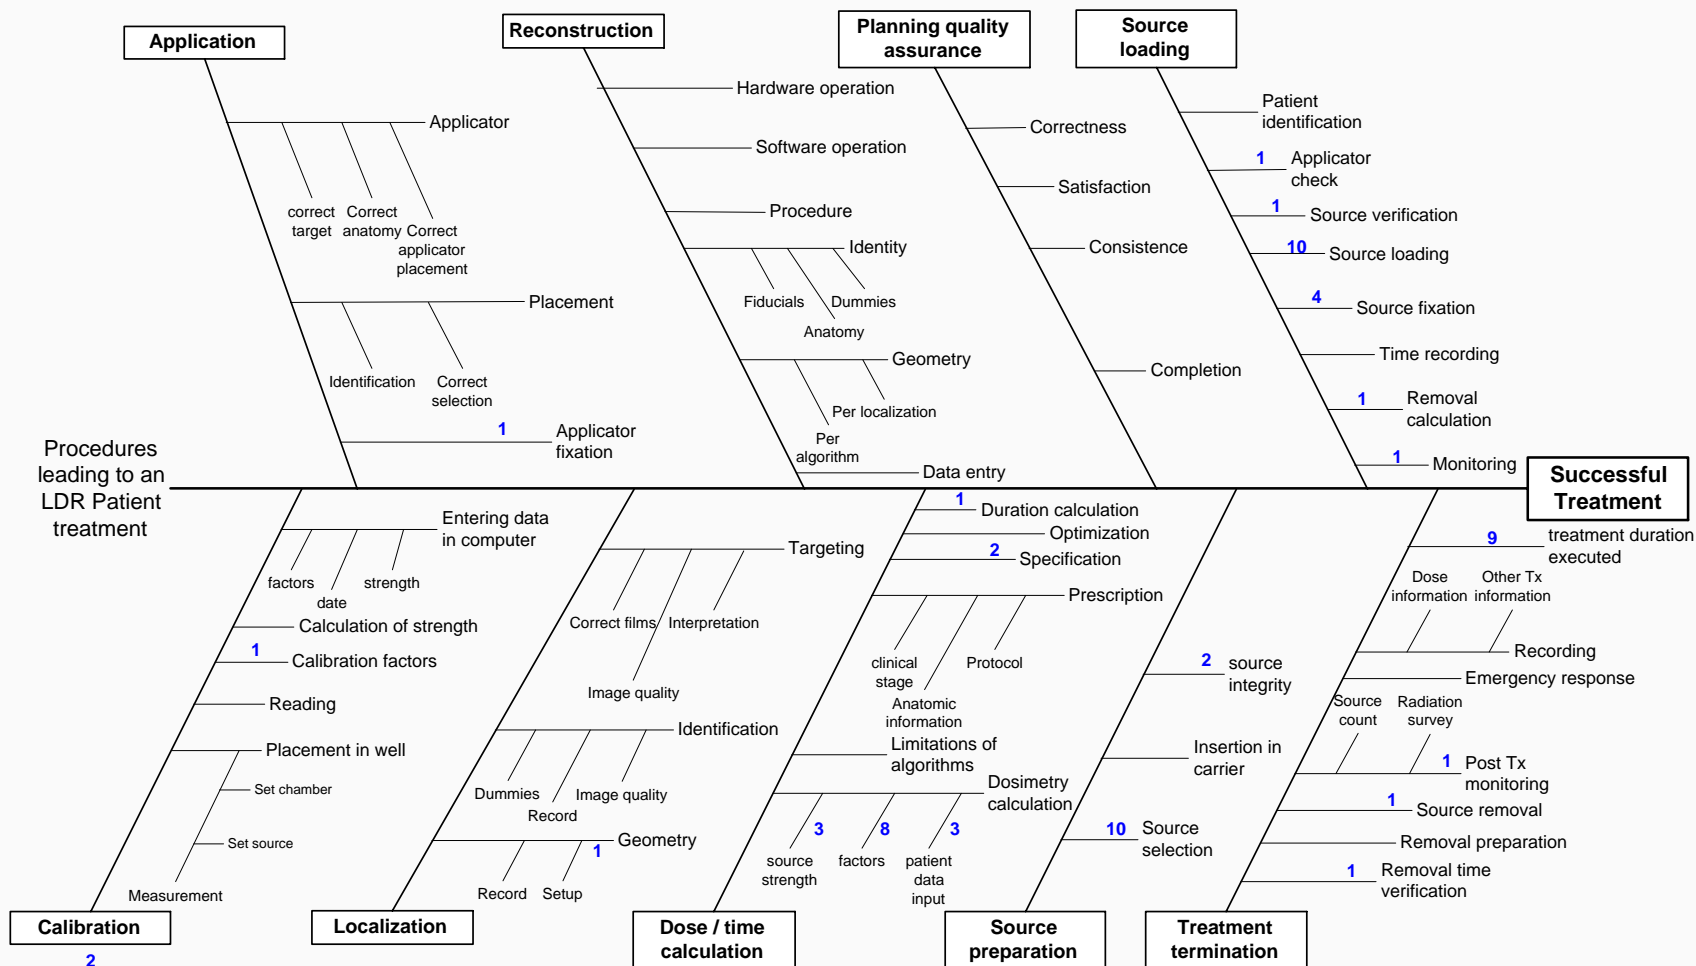 Application
Applicator
correct
target
Correct
anatomy
Correct
applicator
placement
Placement
Identification
Correct
selection
1
Applicator
fixation
Reconstruction
Hardware operation
Software operation
Procedure
Identity
Fiducials
Dummies
Anatomy
Geometry
Per localization
Per
algorithm
Data entry
Planning quality
assurance
Correctness
Satisfaction
Consistence
Completion
Source
loading
Patient
identification
1
Applicator
check
1
Source verification
10
Source loading
4
Source fixation
Time recording
1
Removal
calculation
1
Monitoring
Procedures
leading to an
LDR Patient
treatment
Successful
Treatment
Entering data
in computer
factors
date
strength
Calculation of strength
1
Calibration factors
Reading
Placement in well
Set chamber
Set source
Measurement
Calibration
2
Targeting
Correct films
Interpretation
Image quality
Identification
Dummies
Record
Image quality
Geometry
1
Record
Setup
Localization
1
Duration calculation
Optimization
2
Specification
Prescription
clinical
stage
Protocol
Anatomic
information
Limitations of
algorithms
Dosimetry
calculation
3
8
3
source
strength
factors
patient
data
input
Dose / time
calculation
2
source
integrity
Insertion in
carrier
10
Source
selection
Source
preparation
9
treatment duration
executed
Dose
information
Other Tx
information
Recording
Emergency response
Source
count
Radiation
survey
1
Post Tx
monitoring
1
Source removal
Removal preparation
1
Removal time
verification
Treatment
termination